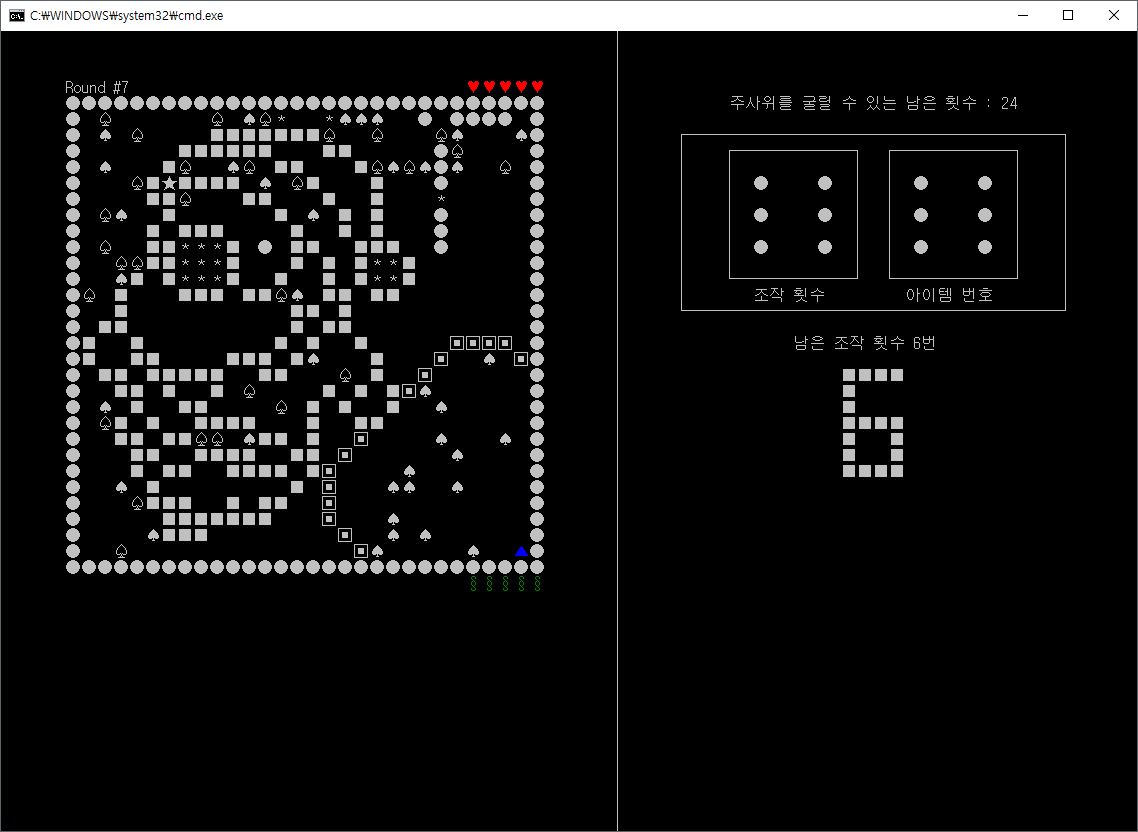 C:₩WINDOWS₩system32₩cmd.exe
Round #7
주사위를 굴릴 수 있는 남은 횟수 : 24
조작 횟수
아이템 번호
남은 조작 횟수 6번
6